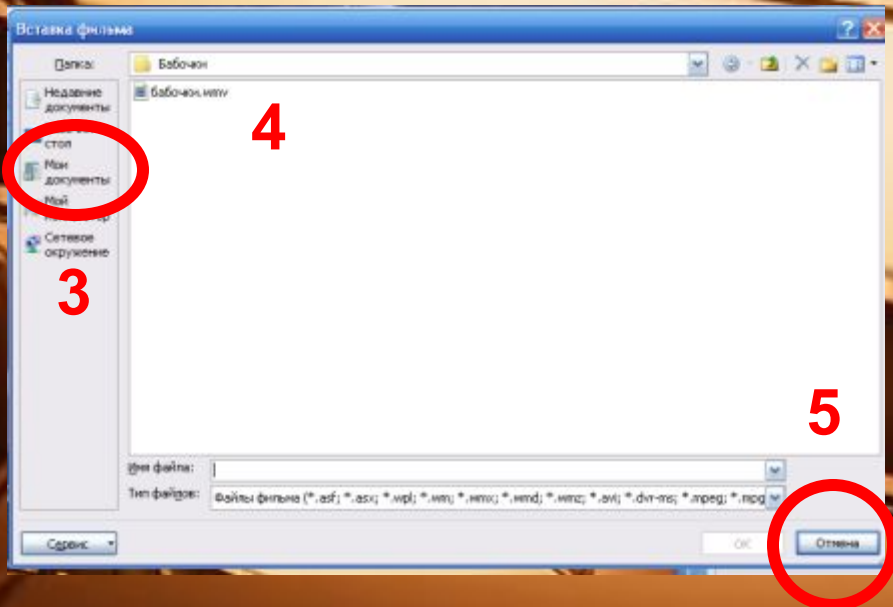 Вставка фильма
Папка:
Бабочки
Недавние
документы
бабочки.wmv
4
стол
Мои
документы
Мой
Сетевое
окружение
3
5
Имя файла:
Тип файлов:
Файлы фильма (*.asf; *.asx; *.wpl; *.wm; *.wmx; *.wmd; *.wmz; *.avi; *.dvr-ms; *.mpeg; *.mpg
Сервис
ОК
Отмена